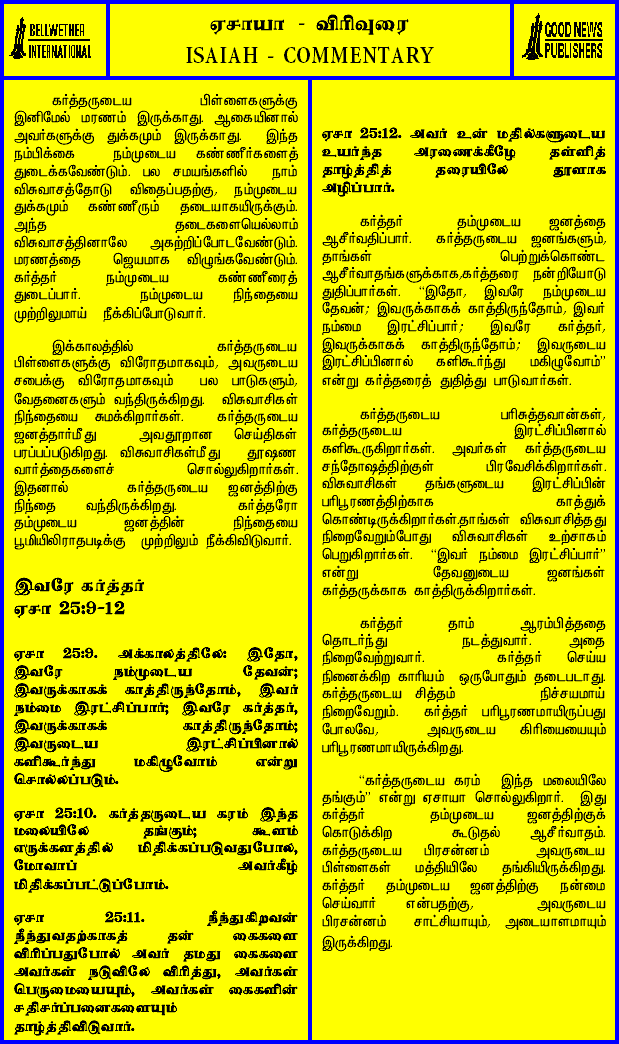 BELLWETHER
INTERNATIONAL
ஏசாயா - விரிவுரை
ISAIAH - COMMENTARY
GOOD NEWS
PUBLISHERS
கர்த்தருடைய பிள்ளைகளுக்கு
இனிமேல் மரணம் இருக்காது. ஆகையினால்
அவர்களுக்கு துக்கமும் இருக்காது. இந்த
நம்பிக்கை நம்முடைய கண்ணீர்களைத்
துடைக்கவேண்டும். பல சமயங்களில் நாம்
விசுவாசத்தோடு விதைப்பதற்கு, நம்முடைய
துக்கமும் கண்ணீரும் தடையாகயிருக்கும்.
அந்த தடைகளையெல்லாம்
விசுவாசத்தினாலே அகற்றிப்போடவேண்டும்.
மரணத்தை ஜெயமாக விழுங்கவேண்டும்.
கர்த்தர் நம்முடைய கண்ணீரைத்
துடைப்பார். நம்முடைய நிந்தையை
முற்றிலுமாய் நீக்கிப்போடுவார்.
இக்காலத்தில் கர்த்தருடைய
பிள்ளைகளுக்கு விரோதமாகவும், அவருடைய
சபைக்கு விரோதமாகவும் பல பாடுகளும்,
வேதனைகளும் வந்திருக்கிறது. விசுவாசிகள்
நிந்தையை சுமக்கிறார்கள். கர்த்தருடைய
ஜனத்தார்மீது அவதூறான செய்திகள்
பரப்பப்படுகிறது. விசுவாசிகள்மீது தூஷண
வார்த்தைகளைச் சொல்லுகிறார்கள்.
இதனால் கர்த்தருடைய ஜனத்திற்கு
நிந்தை வந்திருக்கிறது. கர்த்தரோ
தம்முடைய ஜனத்தின் நிந்தையை
பூமியிலிராதபடிக்கு முற்றிலும் நீக்கிவிடுவார்.
இவரே கர்த்தர்
ஏசா 25:9-12
ஏசா 25:9. அக்காலத்திலே: இதோ,
இவரே நம்முடைய தேவன்;
இவருக்காகக் காத்திருந்தோம், இவர்
நம்மை இரட்சிப்பார்; இவரே கர்த்தர்,
இவருக்காகக் காத்திருந்தோம்;
இவருடைய இரட்சிப்பினால்
களிகூர்ந்து மகிழுவோம் என்று
சொல்லப்படும்.
ஏசா 25:10. கர்த்தருடைய கரம் இந்த
மலையிலே தங்கும்; கூளம்
எருக்களத்தில் மிதிக்கப்படுவதுபோல,
மோவாப் அவர்கீழ்
மிதிக்கப்பட்டுப்போம்.
ஏசா 25:11. நீந்துகிறவன்
நீந்துவதற்காகத் தன் கைகளை
விரிப்பதுபோல் அவர் தமது கைகளை
அவர்கள் நடுவிலே விரித்து, அவர்கள்
பெருமையையும், அவர்கள் கைகளின்
சதிசர்ப்பனைகளையும்
தாழ்த்திவிடுவார்.
ஏசா 25:12. அவர் உன் மதில்களுடைய
உயர்ந்த அரணைக்கீழே தள்ளித்
தாழ்த்தித் தரையிலே தூளாக
அழிப்பார்.
கர்த்தர் தம்முடைய ஜனத்தை
ஆசீர்வதிப்பார். கர்த்தருடைய ஜனங்களும்,
தாங்கள் பெற்றுக்கொண்ட
ஆசீர்வாதங்களுக்காக,கர்த்தரை நன்றியோடு
துதிப்பார்கள். “இதோ, இவரே நம்முடைய
தேவன்; இவருக்காகக் காத்திருந்தோம், இவர்
நம்மை இரட்சிப்பார்; இவரே கர்த்தர்,
இவருக்காகக் காத்திருந்தோம்; இவருடைய
இரட்சிப்பினால் களிகூர்ந்து மகிழுவோம்”
என்று கர்த்தரைத் துதித்து பாடுவார்கள்.
கர்த்தருடைய பரிசுத்தவான்கள்,
கர்த்தருடைய இரட்சிப்பினால்
களிகூருகிறார்கள். அவர்கள் கர்த்தருடைய
சந்தோஷத்திற்குள் பிரவேசிக்கிறார்கள்.
விசுவாசிகள் தங்களுடைய இரட்சிப்பின்
பரிபூரணத்திற்காக காத்துக்
கொண்டிருக்கிறார்கள்.தாங்கள் விசுவாசித்தது
நிறைவேறும்போது விசுவாசிகள் உற்சாகம்
பெறுகிறார்கள். “இவர் நம்மை இரட்சிப்பார்”
என்று தேவனுடைய ஜனங்கள்
கர்த்தருக்காக காத்திருக்கிறார்கள்.
கர்த்தர் தாம் ஆரம்பித்ததை
தொடர்ந்து நடத்துவார். அதை
நிறைவேற்றுவார். கர்த்தர் செய்ய
நினைக்கிற காரியம் ஒருபோதும் தடைபடாது.
கர்த்தருடைய சித்தம் நிச்சயமாய்
நிறைவேறும். கர்த்தர் பரிபூரணமாயிருப்பது
போலவே, அவருடைய கிரியையையும்
பரிபூரணமாயிருக்கிறது.
“கர்த்தருடைய கரம் இந்த மலையிலே
தங்கும்” என்று ஏசாயா சொல்லுகிறார். இது
கர்த்தர் தம்முடைய ஜனத்திற்குக்
கொடுக்கிற கூடுதல் ஆசீர்வாதம்.
கர்த்தருடைய பிரசன்னம் அவருடைய
பிள்ளைகள் மத்தியிலே தங்கியிருக்கிறது.
கர்த்தர் தம்முடைய ஜனத்திற்கு நன்மை
செய்வார் என்பதற்கு, அவருடைய
பிரசன்னம் சாட்சியாயும், அடையாளமாயும்
இருக்கிறது.